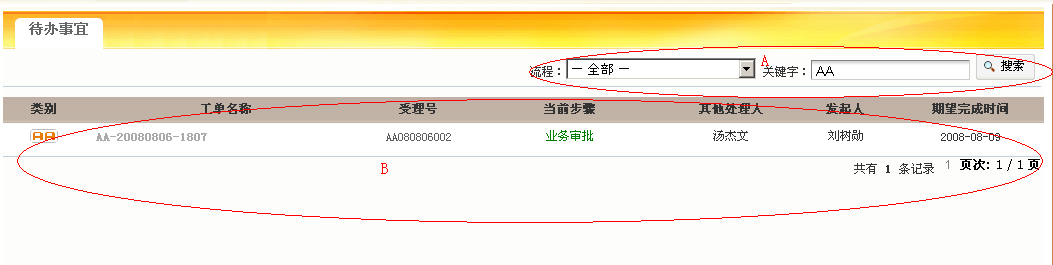 待办事宜
A
流程： — 全部 — 关键字： AA 搜索
类别 工单名称 受理号 当前步骤 其他处理人 发起人 期望完成时间
AA AA-20080806-1807 AA080806002 业务审批 汤杰文 刘树勋 2008-08-09
共有 1 条记录 1 页次: 1 / 1 页
B